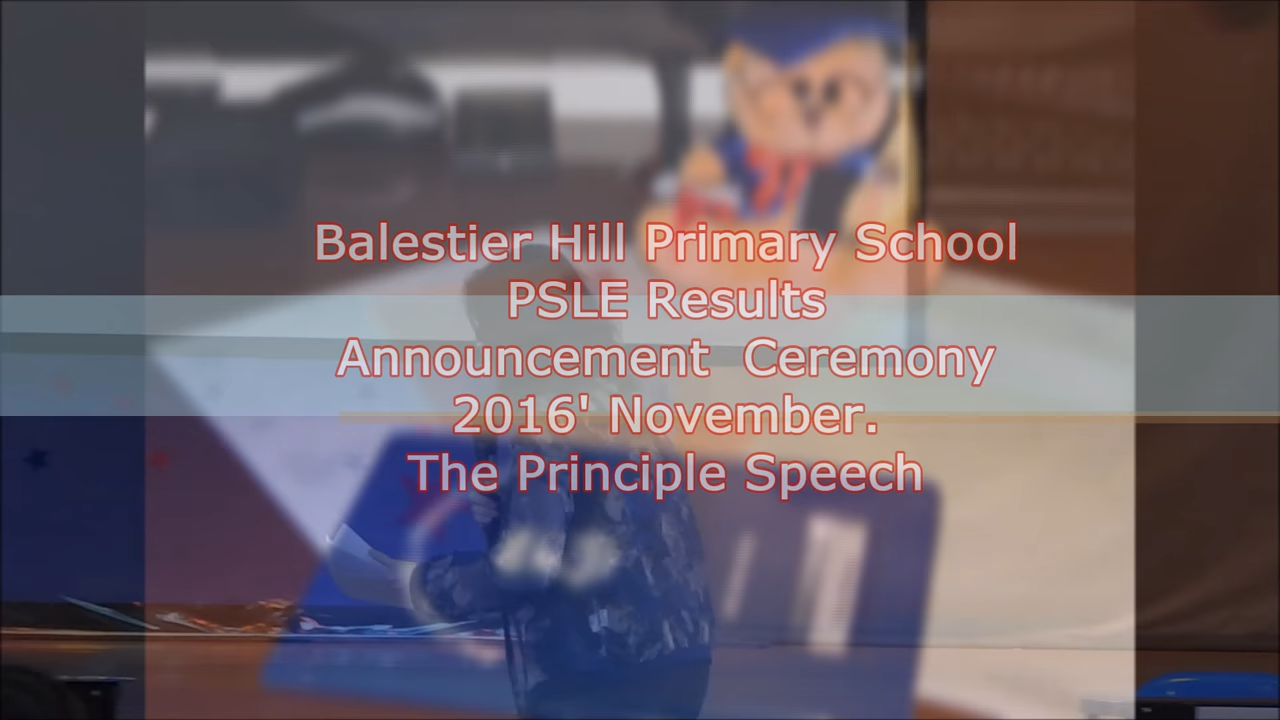 Balestier Hill Primary School
PSLE Results
Announcement  Ceremony
2016' November.
The Principle Speech